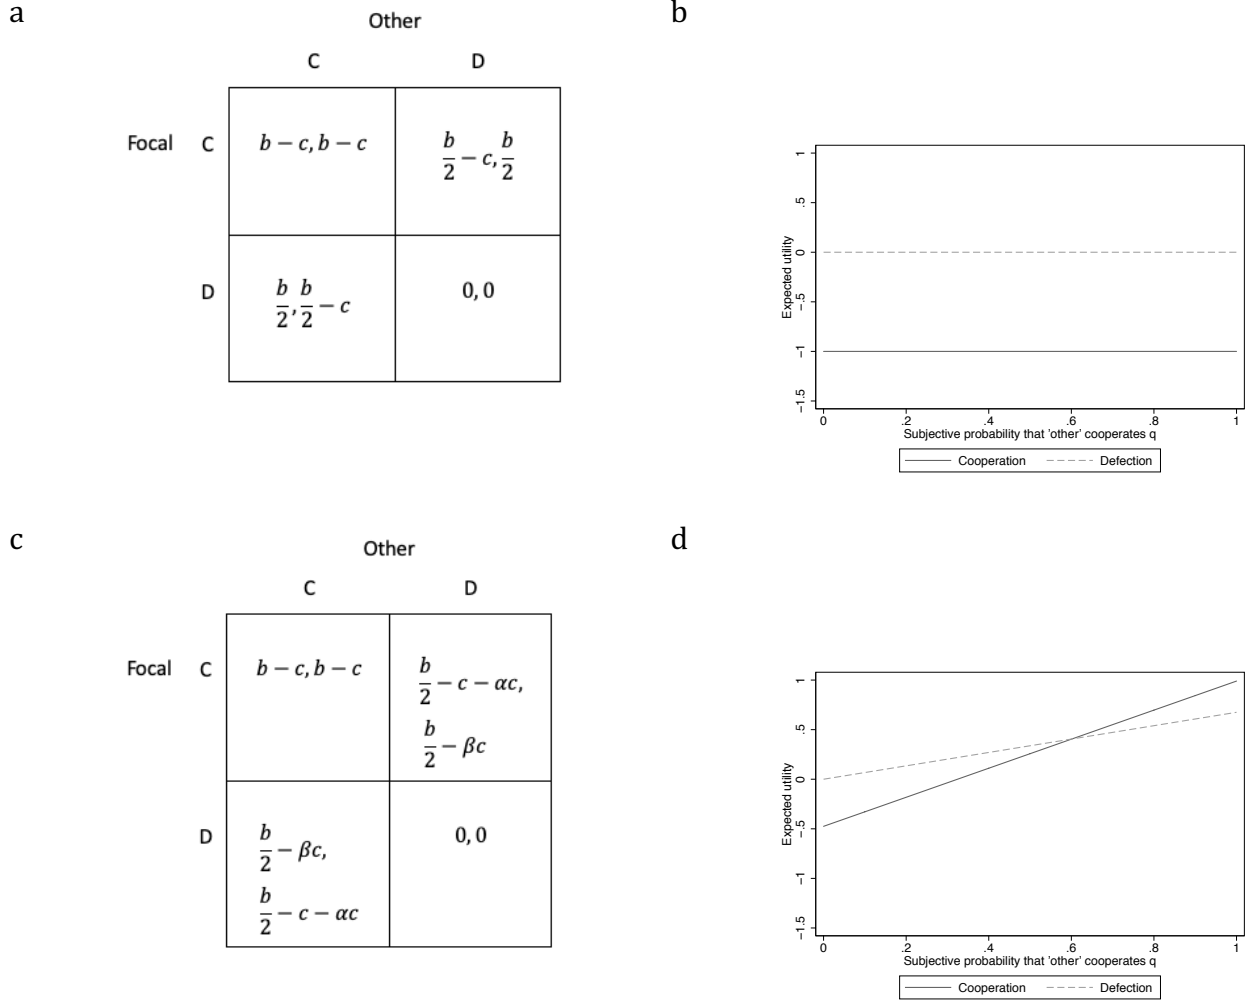 a
Other
C D
Focal C b − c, b − c b/2 − c, b/2
D b/2, b/2 − c 0, 0
b
1
.5
0
-.5
-1
-1.5
Expected utility
0 .2 .4 .6 .8 1
Subjective probability that 'other' cooperates q
Cooperation Defection
c
Other
C D
Focal C b − c, b − c b/2 − c − αc,
b/2 − βc
D b/2 − βc, 0, 0
b/2 − c − αc
d
1
.5
0
-.5
-1
-1.5
Expected utility
0 .2 .4 .6 .8 1
Subjective probability that 'other' cooperates q
Cooperation Defection